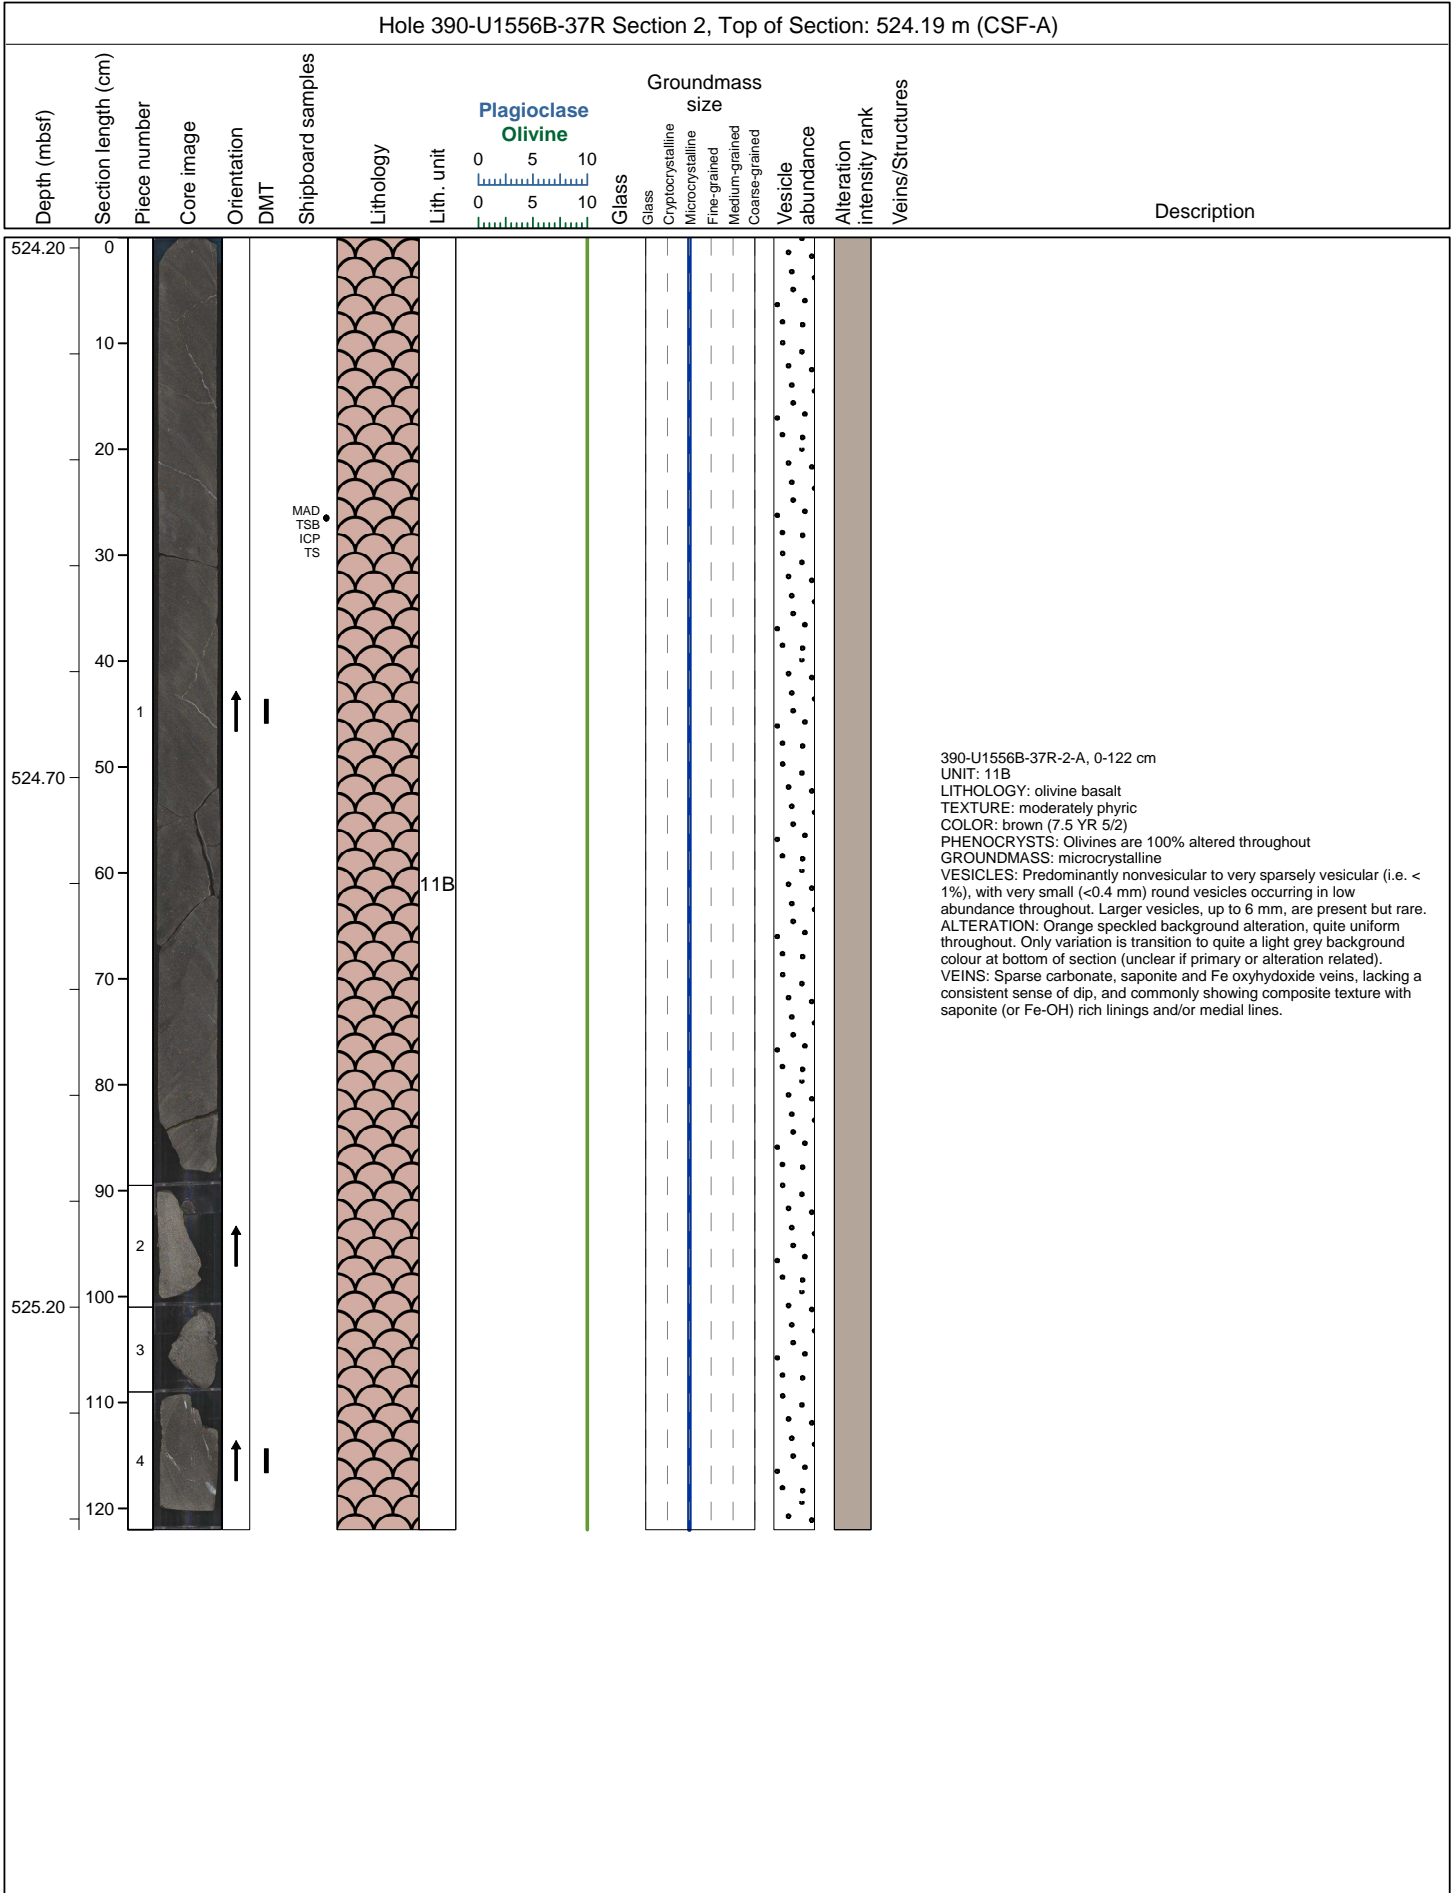 Hole 390-U1556B-37R Section 2, Top of Section: 524.19 m (CSF-A)
Depth (mbsf)
Section length (cm)
Piece number
Core image
Orientation
DMT
Shipboard samples
Lithology
Lith. unit
Plagioclase
Olivine
0 5 10
0 5 10
Glass
Groundmass
size
Glass
Cryptocrystalline
Microcrystalline
Fine-grained
Medium-grained
Coarse-grained
Vesicle
abundance
Alteration
intensity rank
Veins/Structures
Description
524.20
524.70
525.20
0
10
20
30
40
50
60
70
80
90
100
110
120
1
2
3
4
MAD
TSB
ICP
TS
11B
390-U1556B-37R-2-A, 0-122 cm
UNIT: 11B
LITHOLOGY: olivine basalt
TEXTURE: moderately phyric
COLOR: brown (7.5 YR 5/2)
PHENOCRYSTS: Olivines are 100% altered throughout
GROUNDMASS: microcrystalline
VESICLES: Predominantly nonvesicular to very sparsely vesicular (i.e. <
1%), with very small (<0.4 mm) round vesicles occurring in low
abundance throughout. Larger vesicles, up to 6 mm, are present but rare.
ALTERATION: Orange speckled background alteration, quite uniform
throughout. Only variation is transition to quite a light grey background
colour at bottom of section (unclear if primary or alteration related).
VEINS: Sparse carbonate, saponite and Fe oxyhydoxide veins, lacking a
consistent sense of dip, and commonly showing composite texture with
saponite (or Fe-OH) rich linings and/or medial lines.